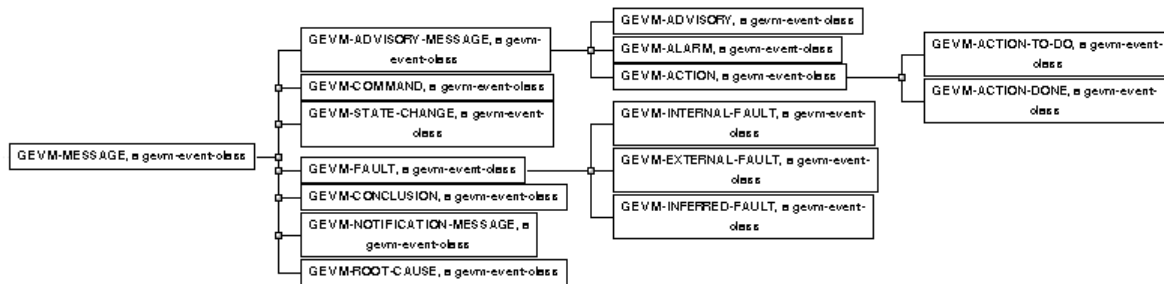 GEVM-MESSAGE, a gevm-event-class
GEVM-ADVISORY-MESSAGE, a gevm-
event-class
GEVM-COMMAND, a gevm-event-class
GEVM-STATE-CHANGE, a gevm-event-
class
GEVM-FAULT, a gevm-event-class
GEVM-CONCLUSION, a gevm-event-class
GEVM-NOTIFICATION-MESSAGE, a
gevm-event-class
GEVM-ROOT-CAUSE, a gevm-event-class
GEVM-ADVISORY, a gevm-event-class
GEVM-ALARM, a gevm-event-class
GEVM-ACTION, a gevm-event-class
GEVM-INTERNAL-FAULT, a gevm-event-
class
GEVM-EXTERNAL-FAULT, a gevm-event-
class
GEVM-INFERRED-FAULT, a gevm-event-
class
GEVM-ACTION-TO-DO, a gevm-event-
class
GEVM-ACTION-DONE, a gevm-event-
class